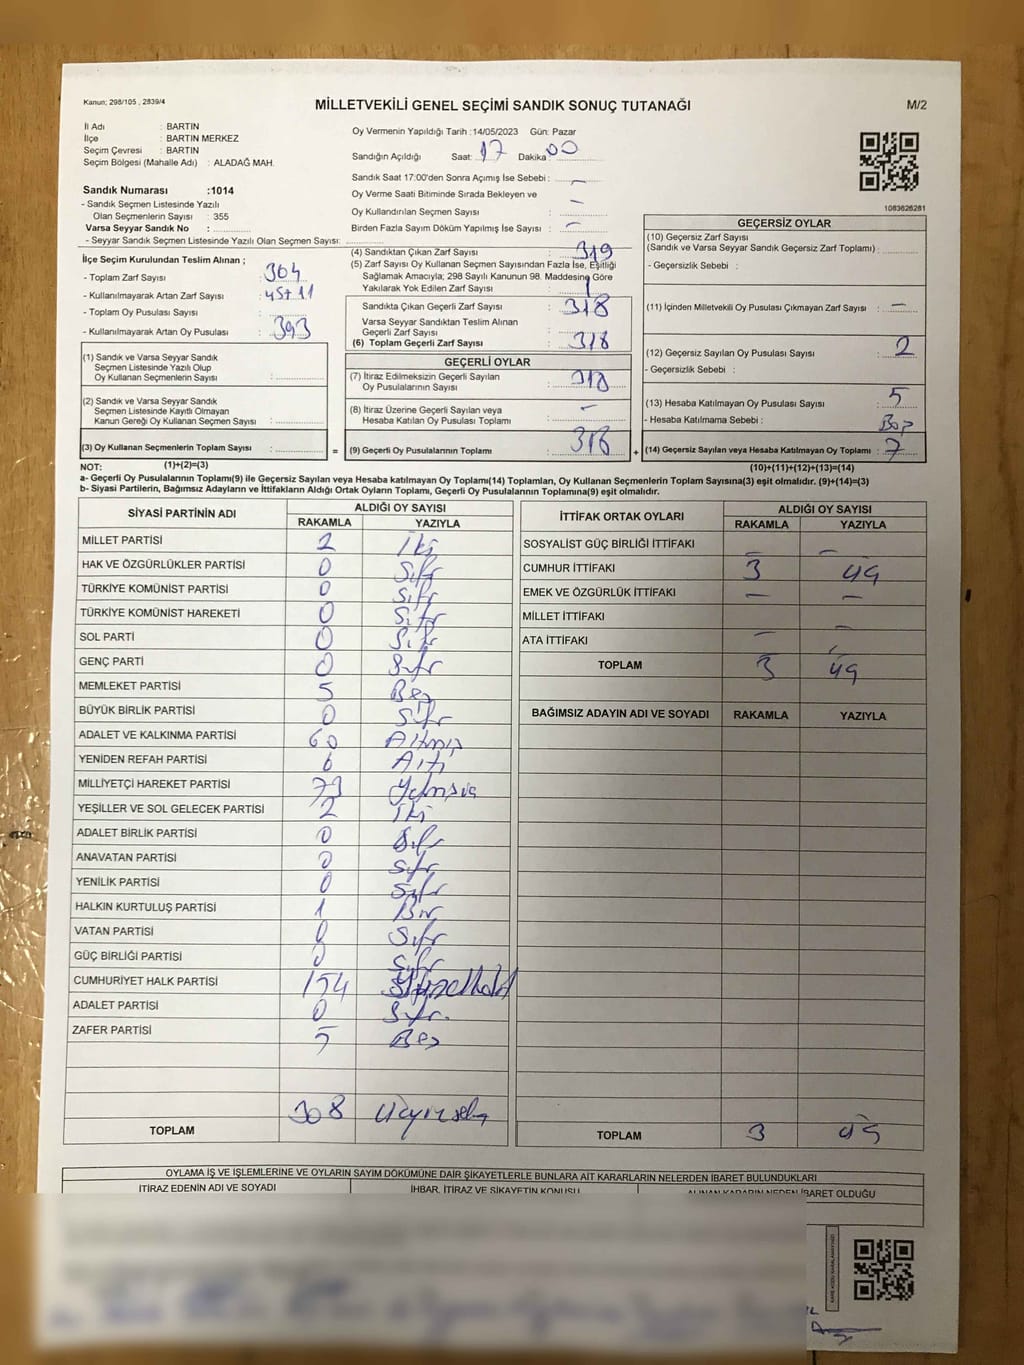 Kanun; 298/105 , 2839/4
MİLLETVEKİLİ GENEL SEÇİMİ SANDIK SONUÇ TUTANAĞI
M/2
İl Adı : BARTIN
İlçe : BARTIN MERKEZ
Seçim Çevresi : BARTIN
Seçim Bölgesi (Mahalle Adı) : ALADAĞ MAH.
Sandık Numarası :1014
- Sandık Seçmen Listesinde Yazılı
Olan Seçmenlerin Sayısı : 355
Varsa Seyyar Sandık No :
- Seyyar Sandık Seçmen Listesinde Yazılı Olan Seçmen Sayısı:
İlçe Seçim Kurulundan Teslim Alınan ;
- Toplam Zarf Sayısı : 364
- Kullanılmayarak Artan Zarf Sayısı : 45+11
- Toplam Oy Pusulası Sayısı :
- Kullanılmayarak Artan Oy Pusulası : 393
(1) Sandık ve Varsa Seyyar Sandık
Seçmen Listesinde Yazılı Olup
Oy Kullanan Seçmenlerin Sayısı :
(2) Sandık ve Varsa Seyyar Sandık
Seçmen Listesinde Kayıtlı Olmayan
Kanun Gereği Oy Kullanan Seçmen Sayısı :
(3) Oy Kullanan Seçmenlerin Toplam Sayısı : =
Oy Vermenin Yapıldığı Tarih :14/05/2023 Gün: Pazar
Sandığın Açıldığı Saat: 17 Dakika: 00
Sandık Saat 17:00'den Sonra Açımış İse Sebebi : –
Oy Verme Saati Bitiminde Sırada Bekleyen ve –
Oy Kullandırılan Seçmen Sayısı :
Birden Fazla Sayım Döküm Yapılmış İse Sayısı : –
(4) Sandıktan Çıkan Zarf Sayısı : 319
(5) Zarf Sayısı Oy Kullanan Seçmen Sayısından Fazla İse, Eşitliği
Sağlamak Amacıyla; 298 Sayılı Kanunun 98. Maddesine Göre
Yakılarak Yok Edilen Zarf Sayısı : 1
Sandıkta Çıkan Geçerli Zarf Sayısı : 318
Varsa Seyyar Sandıktan Teslim Alınan
Geçerli Zarf Sayısı :
(6) Toplam Geçerli Zarf Sayısı : 318
GEÇERLİ OYLAR
(7) İtiraz Edilmeksizin Geçerli Sayılan
Oy Pusulalarının Sayısı :
(8) İtiraz Üzerine Geçerli Sayılan veya
Hesaba Katılan Oy Pusulası Toplamı : –
(9) Geçerli Oy Pusulalarının Toplamı : +
1083626281
GEÇERSİZ OYLAR
(10) Geçersiz Zarf Sayısı
(Sandık ve Varsa Seyyar Sandık Geçersiz Zarf Toplamı) :
- Geçersizlik Sebebi :
(11) İçinden Milletvekili Oy Pusulası Çıkmayan Zarf Sayısı : –
(12) Geçersiz Sayılan Oy Pusulası Sayısı : 2
- Geçersizlik Sebebi :
(13) Hesaba Katılmayan Oy Pusulası Sayısı : 5
- Hesaba Katılmama Sebebi : Boş
(14) Geçersiz Sayılan veya Hesaba Katılmayan Oy Toplamı : 7
NOT: (1)+(2)=(3)
(10)+(11)+(12)+(13)=(14)
a- Geçerli Oy Pusulalarının Toplamı(9) ile Geçersiz Sayılan veya Hesaba katılmayan Oy Toplamı(14) Toplamları, Oy Kullanan Seçmenlerin Toplam Sayısına(3) eşit olmalıdır. (9)+(14)=(3)
b- Siyasi Partilerin, Bağımsız Adayların ve İttifakların Aldığı Ortak Oyların Toplamı, Geçerli Oy Pusulalarının Toplamına(9) eşit olmalıdır.
SİYASİ PARTİNİN ADI ALDIĞI OY SAYISI
RAKAMLA YAZIYLA
MİLLET PARTİSİ 2 İki
HAK VE ÖZGÜRLÜKLER PARTİSİ 0 Sıfır
TÜRKİYE KOMÜNİST PARTİSİ 0 Sıfır
TÜRKİYE KOMÜNİST HAREKETİ 0 Sıfır
SOL PARTİ 0 Sıfır
GENÇ PARTİ 0 Sıfır
MEMLEKET PARTİSİ 5 Beş
BÜYÜK BİRLİK PARTİSİ 0 Sıfır
ADALET VE KALKINMA PARTİSİ 60 Altmış
YENİDEN REFAH PARTİSİ 6 Altı
MİLLİYETÇİ HAREKET PARTİSİ 73
YEŞİLLER VE SOL GELECEK PARTİSİ 2 İki
ADALET BİRLİK PARTİSİ 0 Sıfır
ANAVATAN PARTİSİ 0 Sıfır
YENİLİK PARTİSİ 0 Sıfır
HALKIN KURTULUŞ PARTİSİ 1 Bir
VATAN PARTİSİ 0 Sıfır
GÜÇ BİRLİĞİ PARTİSİ 0 Sıfır
CUMHURİYET HALK PARTİSİ 154
ADALET PARTİSİ 0 Sıfır.
ZAFER PARTİSİ 5 Beş
TOPLAM 308
İTTİFAK ORTAK OYLARI ALDIĞI OY SAYISI
RAKAMLA YAZIYLA
SOSYALİST GÜÇ BİRLİĞİ İTTİFAKI – –
CUMHUR İTTİFAKI 3 üç
EMEK VE ÖZGÜRLÜK İTTİFAKI – –
MİLLET İTTİFAKI –
ATA İTTİFAKI –
TOPLAM 3 üç
BAĞIMSIZ ADAYIN ADI VE SOYADI RAKAMLA YAZIYLA
TOPLAM 3 üç
OYLAMA İŞ VE İŞLEMLERİNE VE OYLARIN SAYIM DÖKÜMÜNE DAİR ŞİKAYETLERLE BUNLARA AİT KARARLARIN NELERDEN İBARET BULUNDUKLARI
İTİRAZ EDENİN ADI VE SOYADI İHBAR, İTİRAZ VE ŞİKAYETİN KONUSU ALINAN KARARIN NEDEN İBARET OLDUĞU